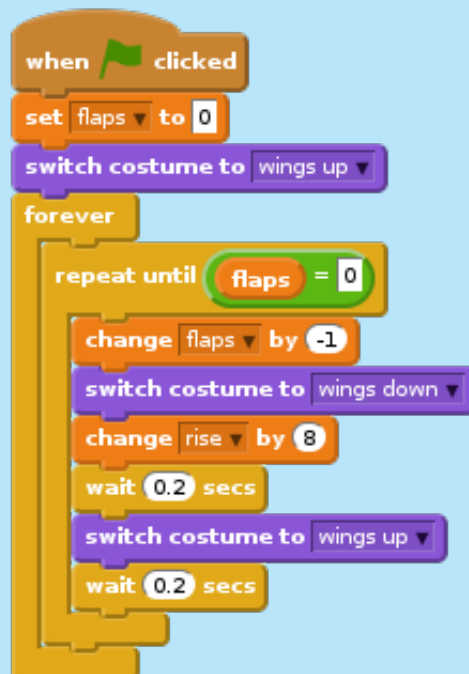 when clicked
set flaps to 0
switch costume to wings up
forever
repeat until flaps = 0
change flaps by -1
switch costume to wings down
change rise by 8
wait 0.2 secs
switch costume to wings up
wait 0.2 secs